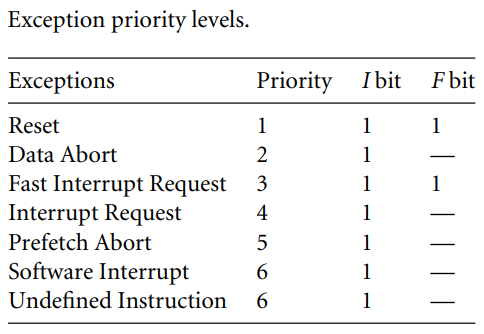 Exception priority levels.
Exceptions Priority I bit F bit
Reset 1 1 1
Data Abort 2 1 —
Fast Interrupt Request 3 1 1
Interrupt Request 4 1 —
Prefetch Abort 5 1 —
Software Interrupt 6 1 —
Undefined Instruction 6 1 —